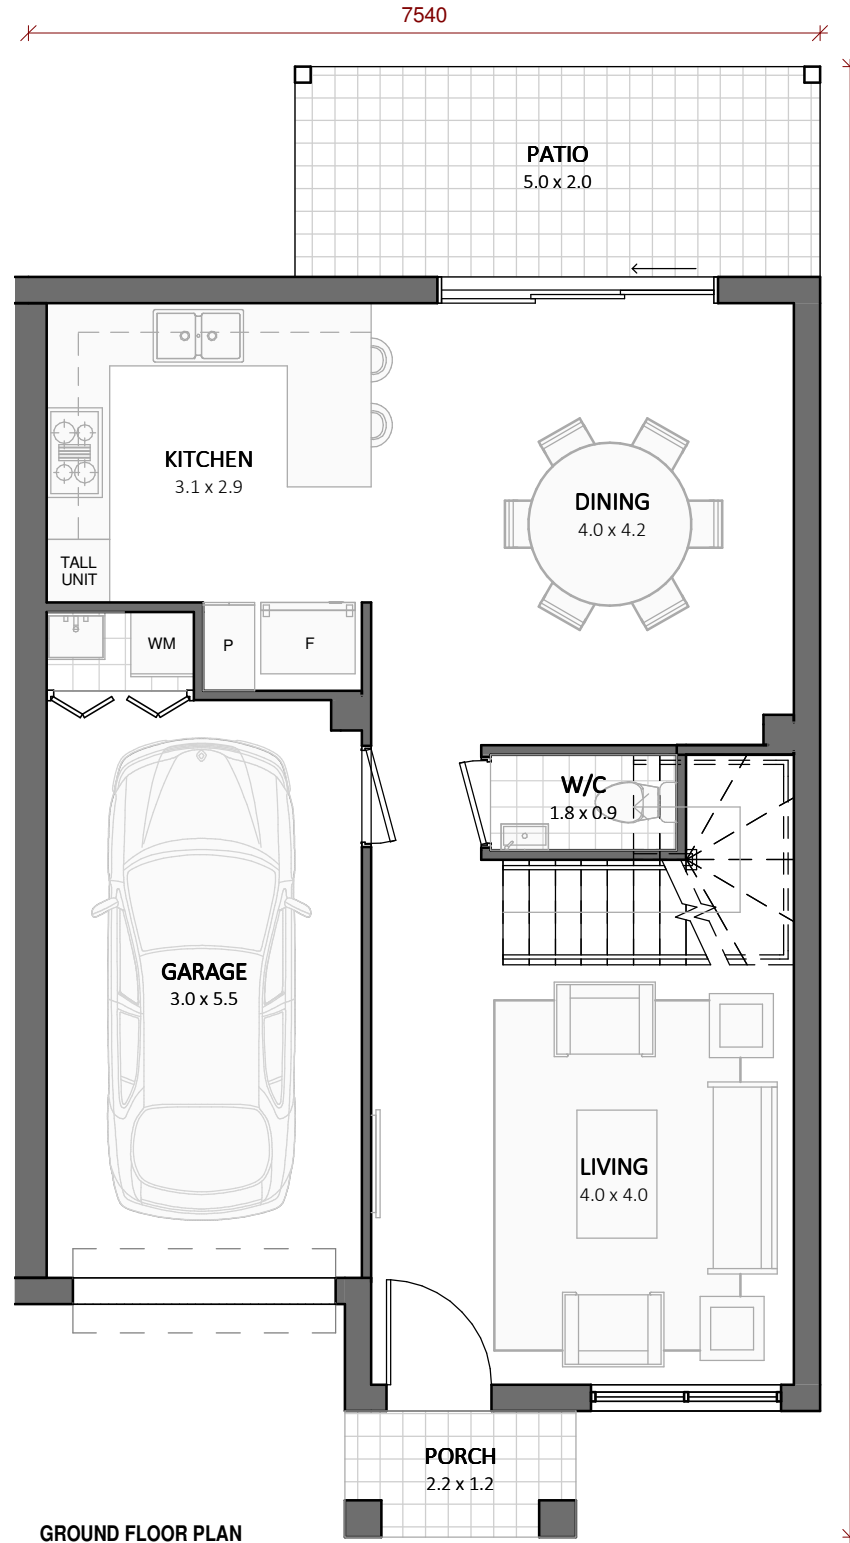 7540
PATIO
5.0 x 2.0
KITCHEN
3.1 x 2.9
DINING
4.0 x 4.2
TALL
UNIT
WM
P
F
W/C
1.8 x 0.9
GARAGE
3.0 x 5.5
LIVING
4.0 x 4.0
PORCH
2.2 x 1.2
GROUND FLOOR PLAN